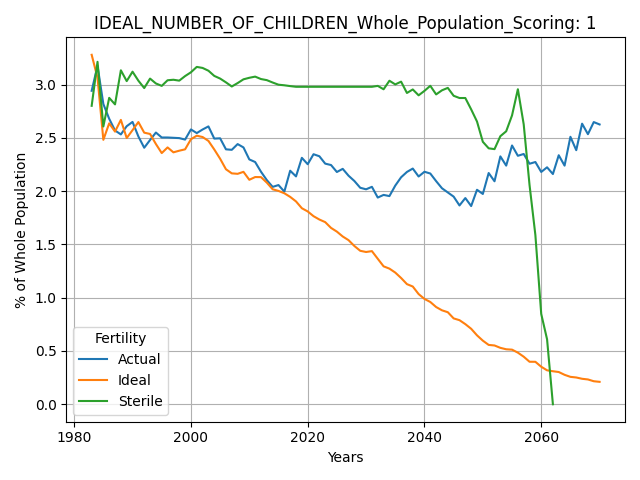 IDEAL_NUMBER_OF_CHILDREN_Whole_Population_Scoring: 1
% of Whole Population
3.0
2.5
2.0
1.5
1.0
0.5
0.0
Fertility
Actual
Ideal
Sterile
1980
2000
2020
2040
2060
Years